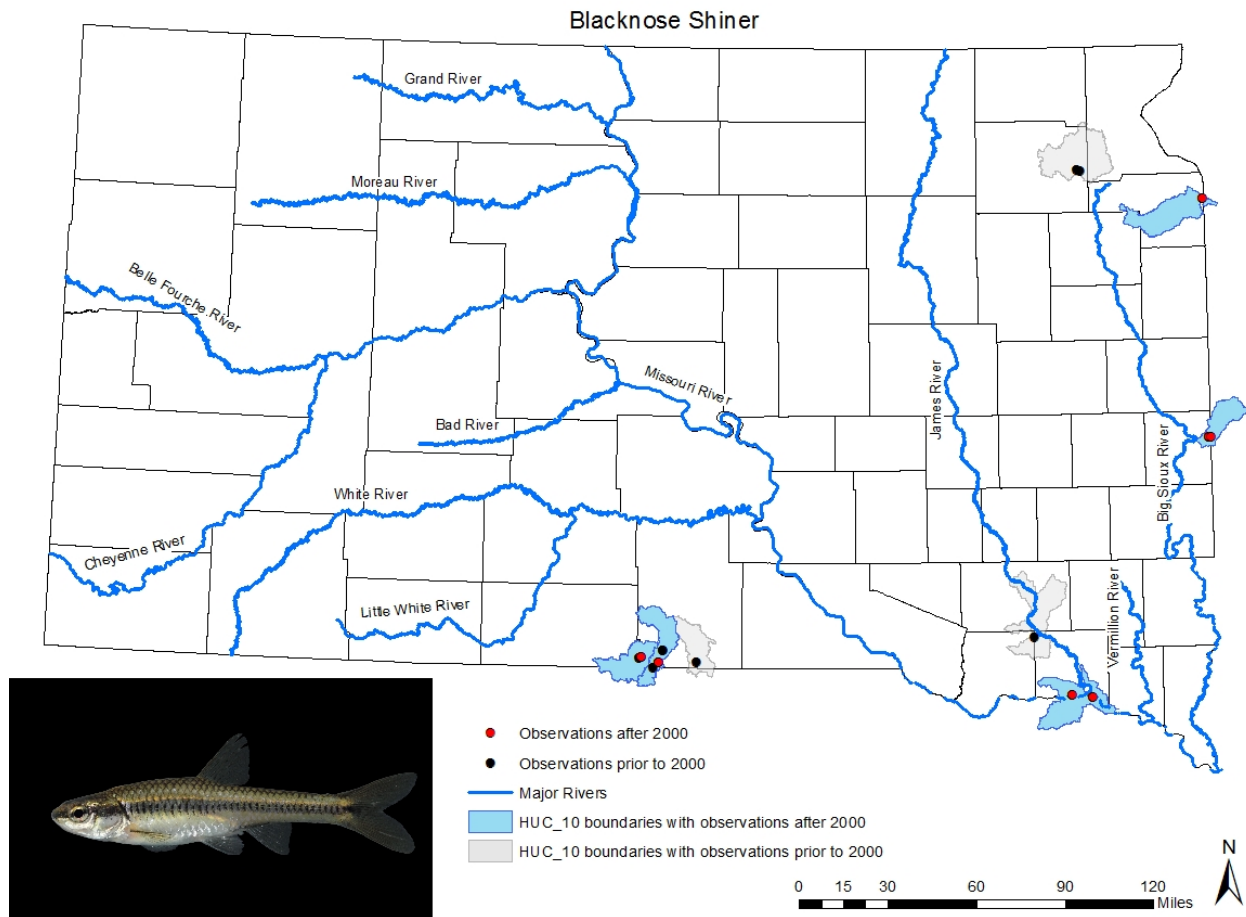 Blacknose Shiner
Grand River
Moreau River
Belle Fourche River
Missouri River
James River
Bad River
Big Sioux River
White River
Cheyenne River
Little White River
Vermillion River
Observations after 2000
Observations prior to 2000
Major Rivers
HUC_10 boundaries with observations after 2000
HUC_10 boundaries with observations prior to 2000
N
0 15 30 60 90 120
Miles